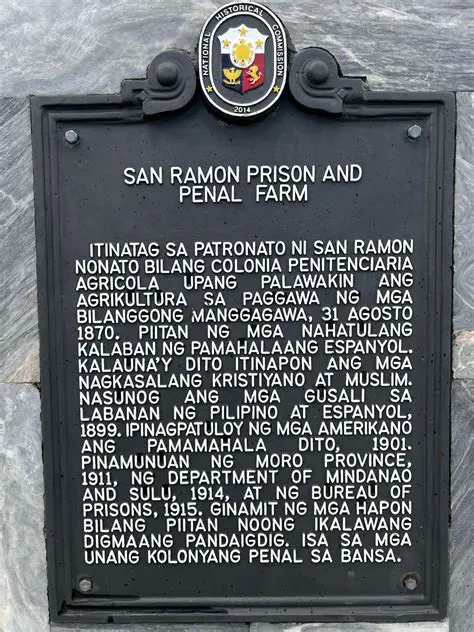 NATIONAL HISTORICAL COMMISSION
2014
SAN RAMON PRISON AND
PENAL FARM
ITINATAG SA PATRONATO NI SAN RAMON
NONATO BILANG COLONIA PENITENCIARIA
AGRICOLA UPANG PALAWAKIN ANG
AGRIKULTURA SA PAGGAWA NG MGA
BILANGGONG MANGGAGAWA, 31 AGOSTO
1870. PIITAN NG MGA NAHATULANG
KALABAN NG PAMAHALAANG ESPANYOL.
KALAUNA'Y DITO ITINAPON ANG MGA
NAGKASALANG KRISTIYANO AT MUSLIM.
NASUNOG ANG MGA GUSALI SA
LABANAN NG PILIPINO AT ESPANYOL,
1899. IPINAGPATULOY NG MGA AMERIKANO
ANG PAMAMAHALA DITO, 1901.
PINAMUNUAN NG MORO PROVINCE,
1911, NG DEPARTMENT OF MINDANAO
AND SULU, 1914, AT NG BUREAU OF
PRISONS, 1915. GINAMIT NG MGA HAPON
BILANG PIITAN NOONG IKALAWANG
DIGMAANG PANDAIGDIG. ISA SA MGA
UNANG KOLONYANG PENAL SA BANSA.